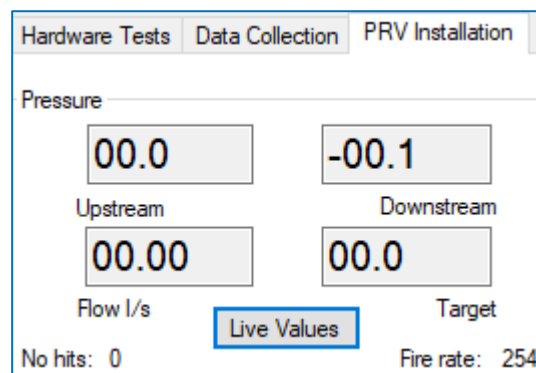 Hardware Tests Data Collection PRV Installation
Pressure
00.0 -00.1
Upstream Downstream
00.00 00.0
Flow l/s Target
Live Values
No hits: 0 Fire rate: 254